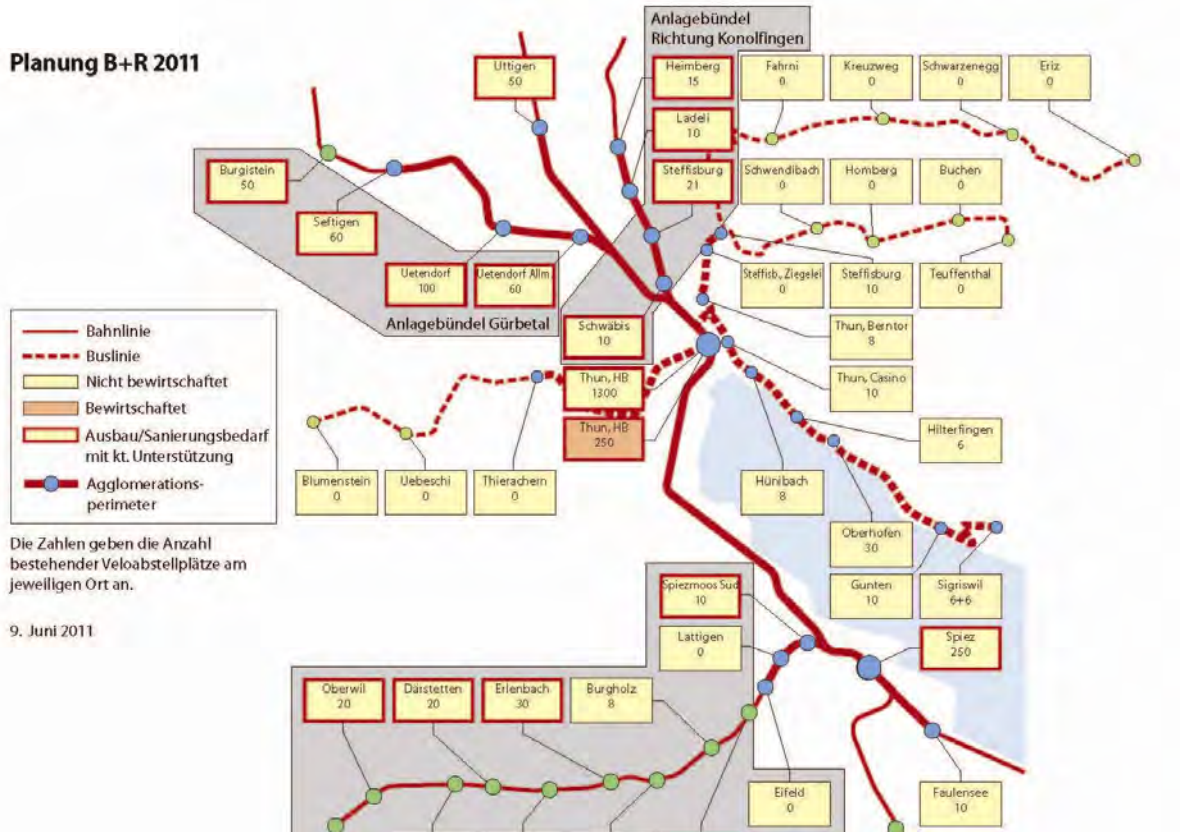 Planung B+R 2011
Anlagebündel
Richtung Konolfingen
Uttigen
50
Heimberg
15
Fahrni
0
Kreuzweg
0
Schwarzenegg
0
Eriz
0
Ladeli
10
Burgistein
50
Steffisburg
21
Schwendibach
0
Homberg
0
Buchen
0
Seftigen
60
Uetendorf
100
Uetendorf Allm.
60
Steffisb., Ziegelei
0
Steffisburg
10
Teuffenthal
0
Anlagebündel Gürbetal
Schwäbis
10
Thun, Berntor
8
Bahnlinie
Buslinie
Nicht bewirtschaftet
Bewirtschaftet
Ausbau/Sanierungsbedarf
mit kt. Unterstützung
Agglomerations-
perimeter
Thun, HB
1300
Thun, Casino
10
Thun, HB
250
Hilterfingen
6
Blumenstein
0
Uebeschi
0
Thierachern
0
Hünibach
8
Oberhofen
30
Die Zahlen geben die Anzahl
bestehender Veloabstellplätze am
jeweiligen Ort an.
9. Juni 2011
Gunten
10
Sigriswil
6+6
Spiezmoos Süd
10
Lattigen
0
Spiez
250
Oberwil
20
Därstetten
20
Erlenbach
30
Burgholz
8
Eifeld
0
Faulensee
10